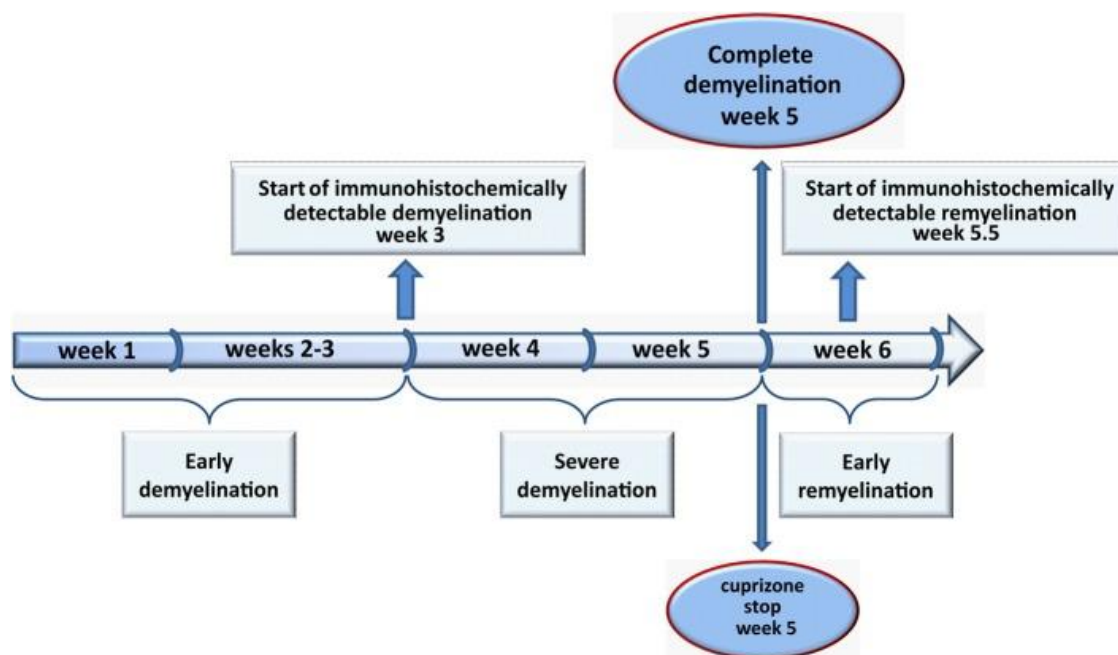 Complete
demyelination
week 5
Start of immunohistochemically
detectable demyelination
week 3
Start of immunohistochemically
detectable remyelination
week 5.5
week 1
weeks 2-3
week 4
week 5
week 6
Early
demyelination
Severe
demyelination
Early
remyelination
cuprizone
stop
week 5